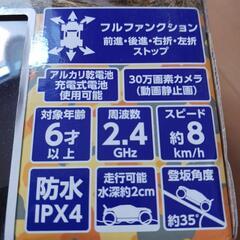 フルファンクション
前進・後進・右折・左折
ストップ
アルカリ乾電池
充電式電池
使用可能
30万画素カメラ
(動画静止画)
対象年齢
6才
以上
周波数
2.4
GHz
スピード
約8
km/h
防水
IPX4
走行可能
水深約2cm
登坂角度
約35°